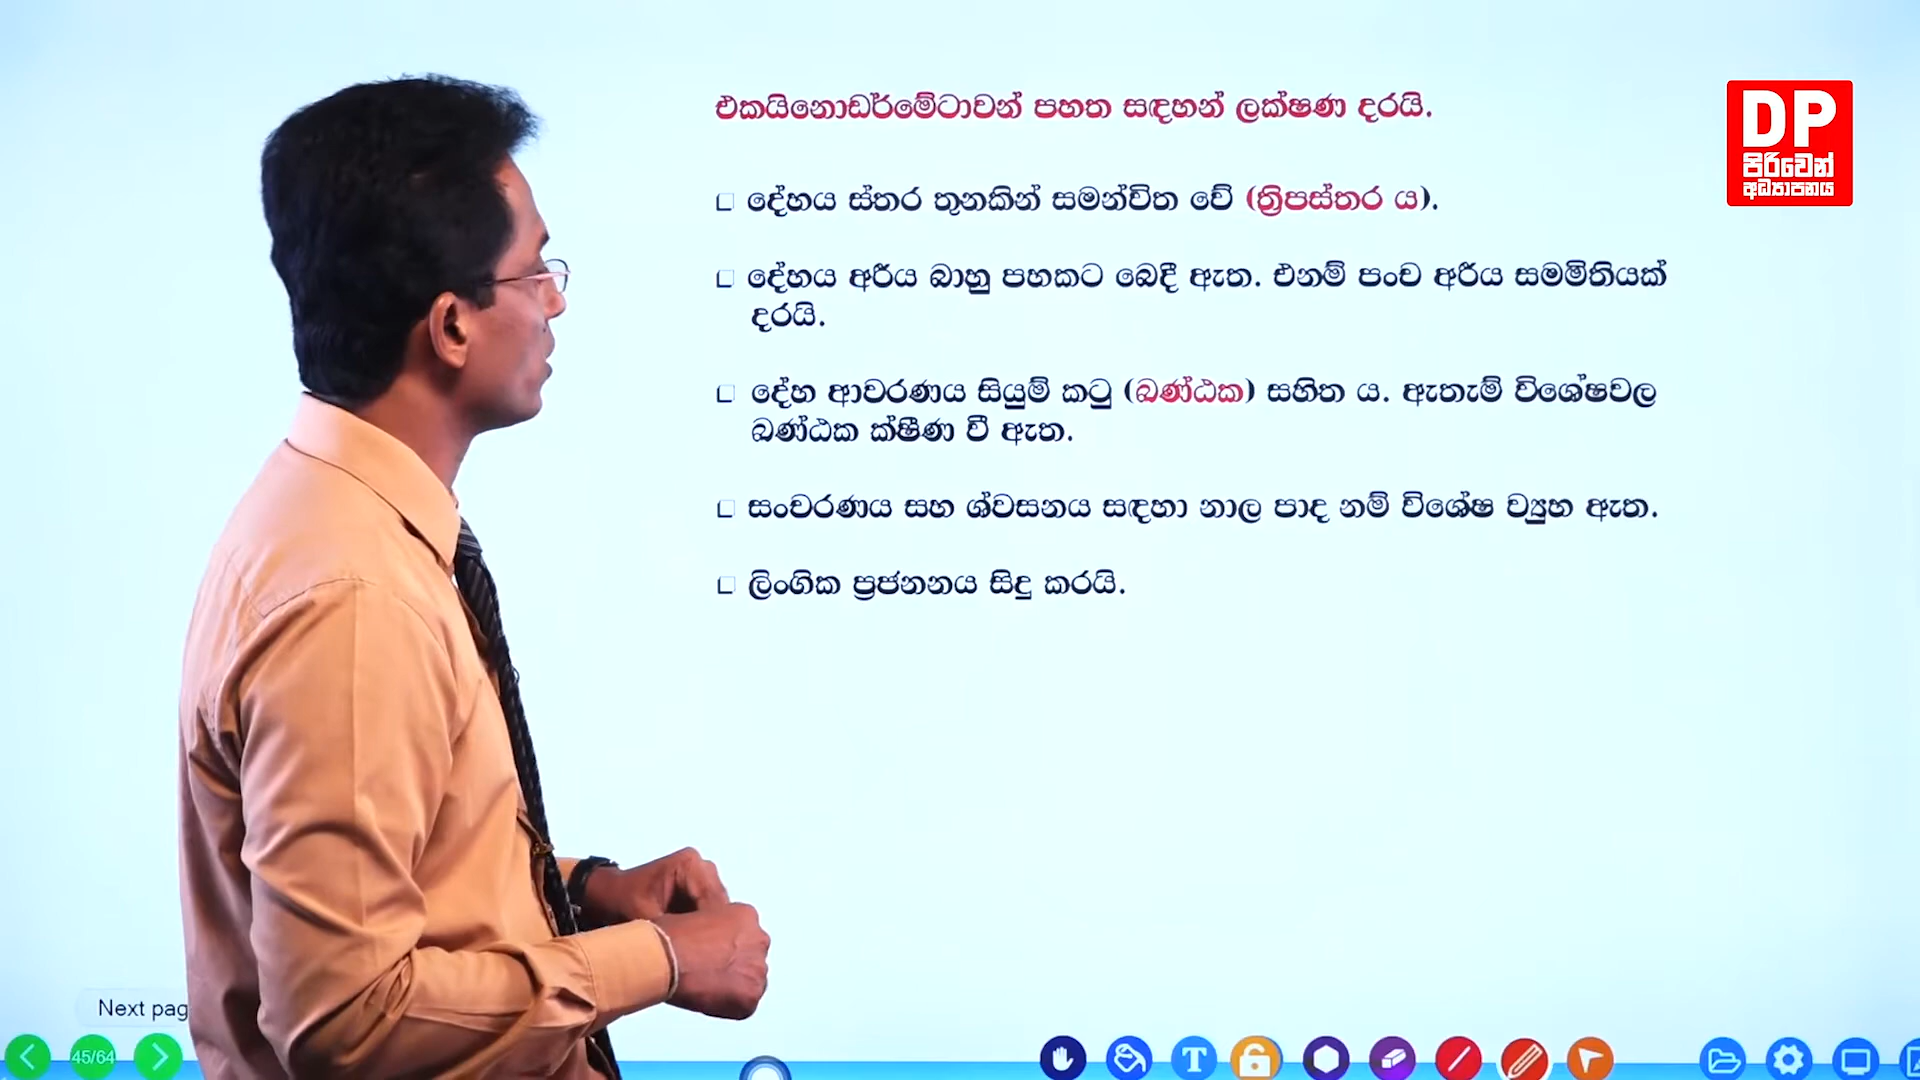 එකයිනොඩර්මේටාවන් පහත සඳහන් ලක්ෂණ දරයි.
DP
පිරිවෙන්
අධ්‍යාපනය
□ දේහය ස්තර තුනකින් සමන්විත වේ (ත්‍රිපස්තර ය).
□ දේහය අරීය බාහු පහකට බෙදී ඇත. එනම් පංච අරීය සමමිතියක්
දරයි.
□ දේහ ආවරණය සියුම් කටු (ඛණ්ඨක) සහිත ය. ඇතැම් විශේෂවල
ඛණ්ඨක ක්ෂීණ වී ඇත.
□ සංචරණය සහ ශ්වසනය සඳහා නාල පාද නම් විශේෂ ව්‍යුහ ඇත.
□ ලිංගික ප්‍රජනනය සිදු කරයි.
Next pag
45/64
T